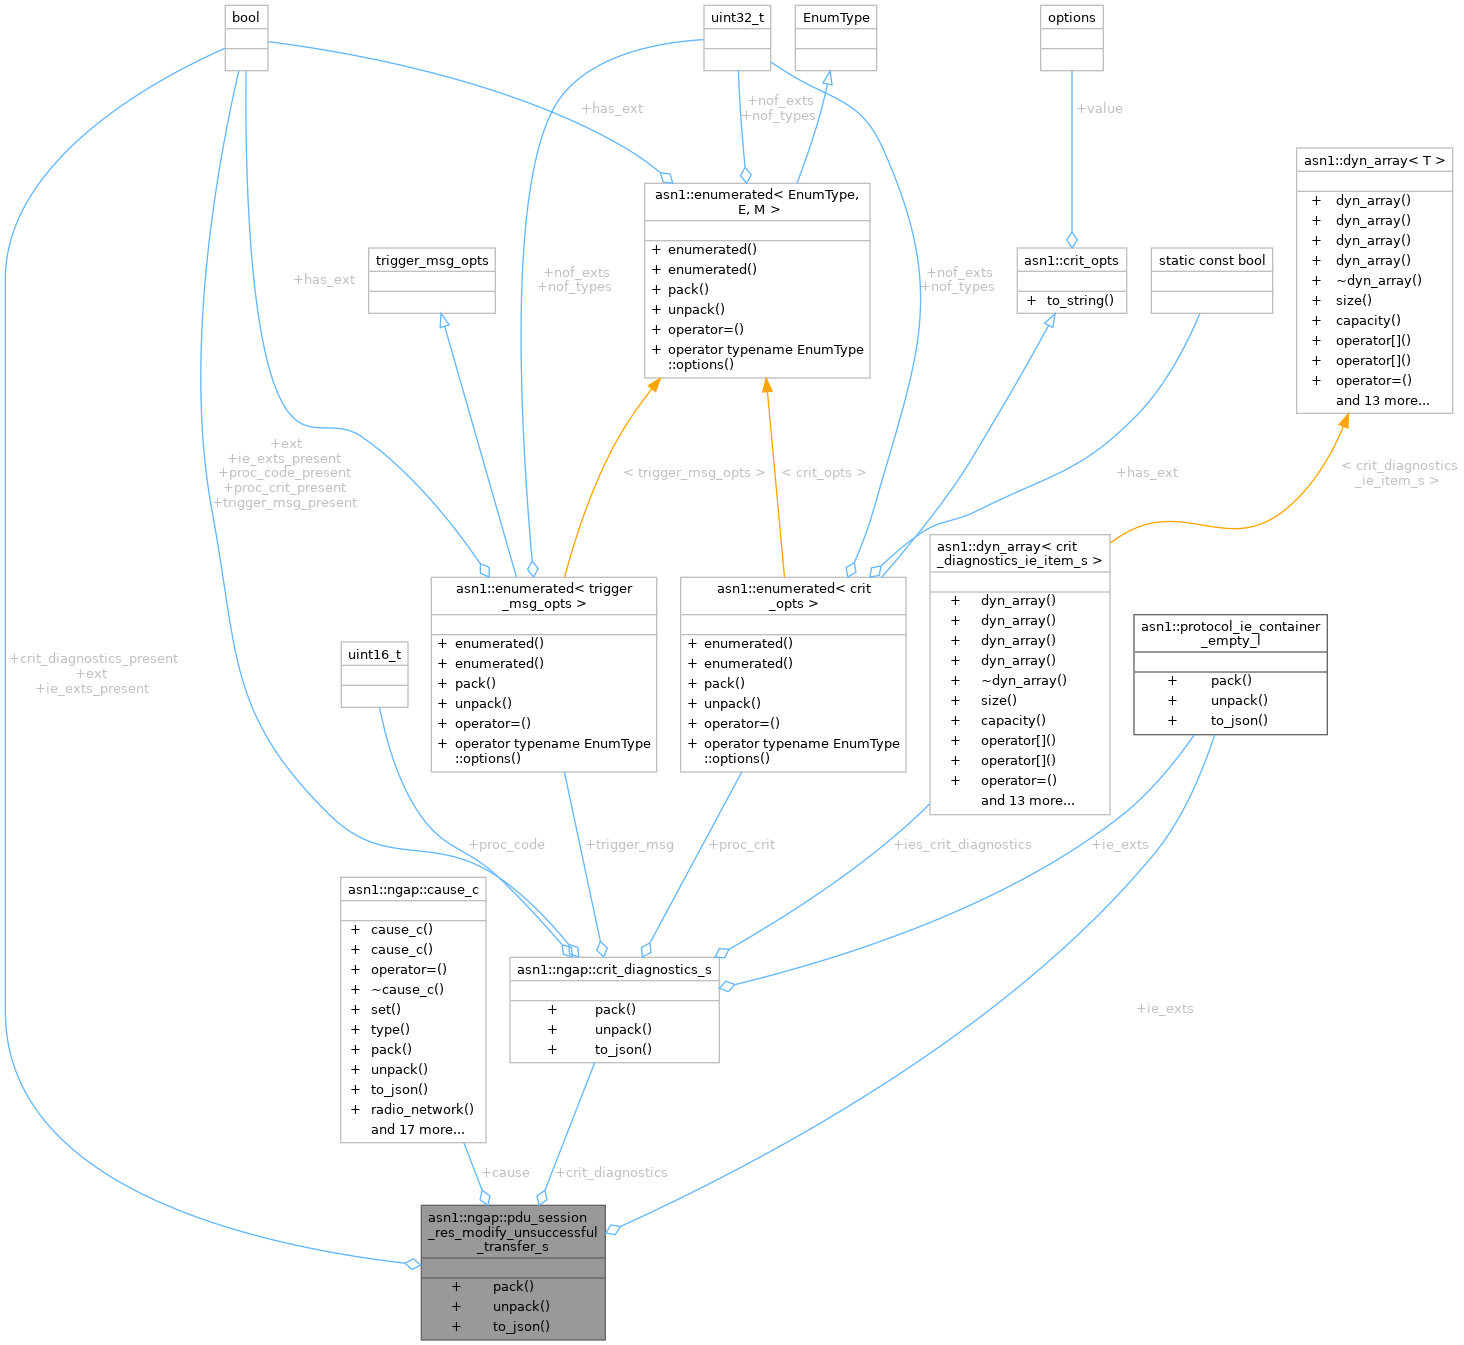 bool
uint32_t
EnumType
options
+has_ext
+nof_exts
+nof_types
+value
asn1::dyn_array< T >
+ dyn_array()
+ dyn_array()
+ dyn_array()
+ dyn_array()
+ ~dyn_array()
+ size()
+ capacity()
+ operator[]()
+ operator[]()
+ operator=()
and 13 more...
asn1::enumerated< EnumType,
E, M >
+ enumerated()
+ enumerated()
+ pack()
+ unpack()
+ operator=()
+ operator typename EnumType
::options()
trigger_msg_opts
asn1::crit_opts
+ to_string()
static const bool
+has_ext
+nof_exts
+nof_types
+nof_exts
+nof_types
+ext
+ie_exts_present
+proc_code_present
+proc_crit_present
+trigger_msg_present
< trigger_msg_opts >
< crit_opts >
+has_ext
< crit_diagnostics
_ie_item_s >
asn1::enumerated< trigger
_msg_opts >
+ enumerated()
+ enumerated()
+ pack()
+ unpack()
+ operator=()
+ operator typename EnumType
::options()
asn1::enumerated< crit
_opts >
+ enumerated()
+ enumerated()
+ pack()
+ unpack()
+ operator=()
+ operator typename EnumType
::options()
asn1::dyn_array< crit
_diagnostics_ie_item_s >
+ dyn_array()
+ dyn_array()
+ dyn_array()
+ dyn_array()
+ ~dyn_array()
+ size()
+ capacity()
+ operator[]()
+ operator[]()
+ operator=()
and 13 more...
asn1::protocol_ie_container
_empty_l
+ pack()
+ unpack()
+ to_json()
uint16_t
+crit_diagnostics_present
+ext
+ie_exts_present
+proc_code
+trigger_msg
+proc_crit
+ies_crit_diagnostics
+ie_exts
asn1::ngap::cause_c
+ cause_c()
+ cause_c()
+ operator=()
+ ~cause_c()
+ set()
+ type()
+ pack()
+ unpack()
+ to_json()
+ radio_network()
and 17 more...
asn1::ngap::crit_diagnostics_s
+ pack()
+ unpack()
+ to_json()
+ie_exts
+cause
+crit_diagnostics
asn1::ngap::pdu_session
_res_modify_unsuccessful
_transfer_s
+ pack()
+ unpack()
+ to_json()